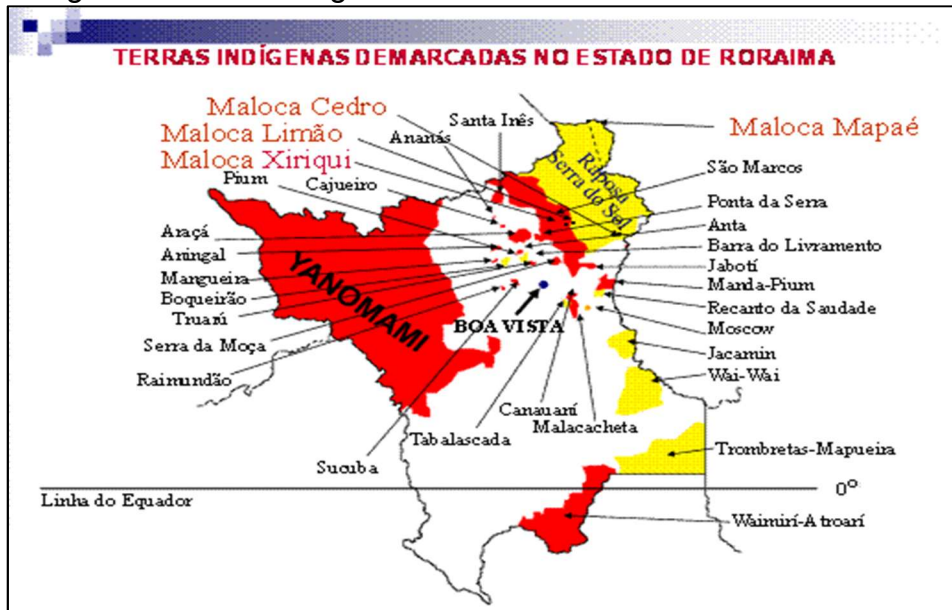 TERRAS INDÍGENAS DEMARCADAS NO ESTADO DE RORAIMA
Maloca Cedro
Maloca Limão
Maloca Xiriqui
Ananás
Santa Inês
Maloca Mapaé
Pium
Cajueiro
Raposa
Serra do Sol
São Marcos
Ponta da Serra
Anta
Barra do Livramento
Jabotí
Manda-Pium
Recanto da Saudade
Moscow
Jacamin
Wai-Wai
Araçá
Aningal
Mangueira
Boqueirão
Truarú
Serra da Moça
Raimundão
YANOMAMI
BOA VISTA
Canauaní
Malacacheta
Tabalascada
Sucuba
Trombretas-Mapueira
Linha do Equador
0º
Waimirí-Atroarí